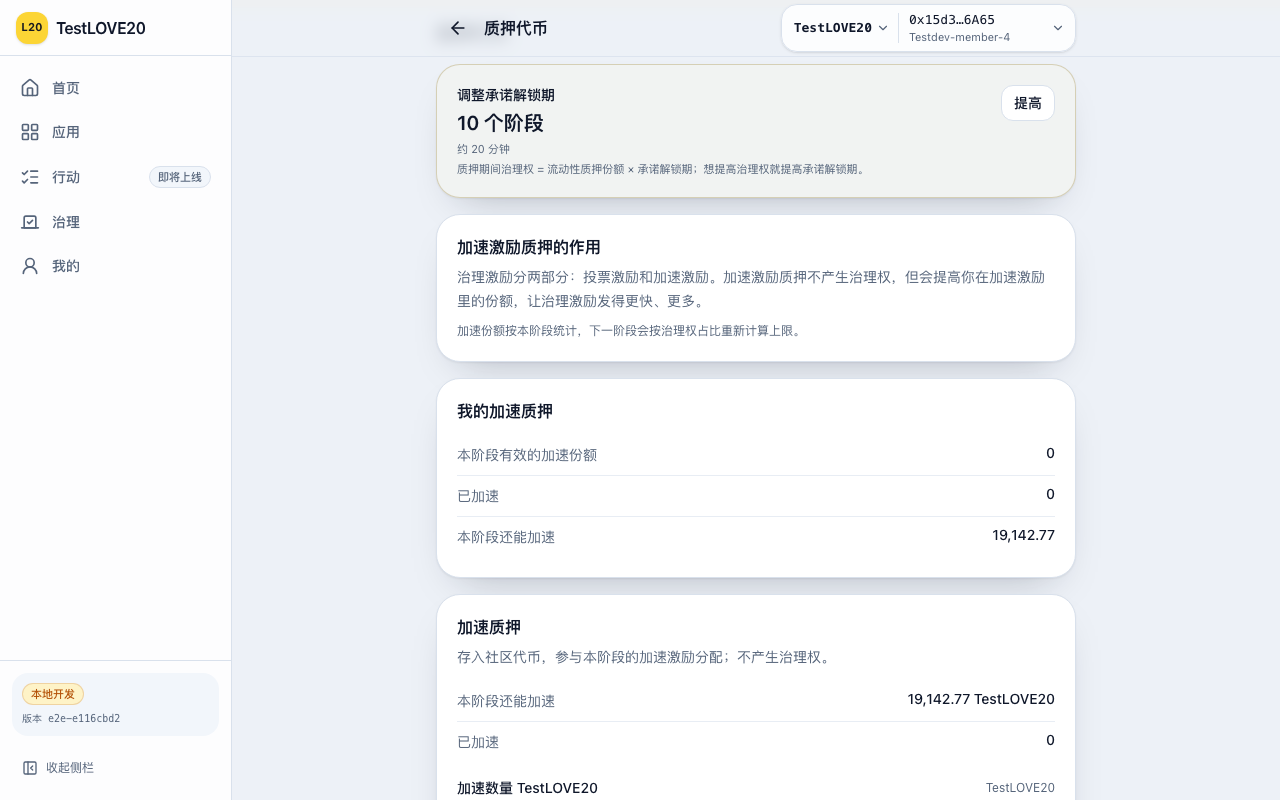 L20 TestLOVE20
首页
应用
行动 即将上线
治理
我的
本地开发
版本 e2e-e116cbd2
收起侧栏
质押代币
TestLOVE20
0x15d3…6A65
Testdev-member-4
调整承诺解锁期
提高
10 个阶段
约 20 分钟
质押期间治理权 = 流动性质押份额 × 承诺解锁期；想提高治理权就提高承诺解锁期。
加速激励质押的作用
治理激励分两部分：投票激励和加速激励。加速激励质押不产生治理权，但会提高你在加速激励
里的份额，让治理激励发得更快、更多。
加速份额按本阶段统计，下一阶段会按治理权占比重新计算上限。
我的加速质押
本阶段有效的加速份额 0
已加速 0
本阶段还能加速 19,142.77
加速质押
存入社区代币，参与本阶段的加速激励分配；不产生治理权。
本阶段还能加速 19,142.77 TestLOVE20
已加速 0
加速数量 TestLOVE20 TestLOVE20